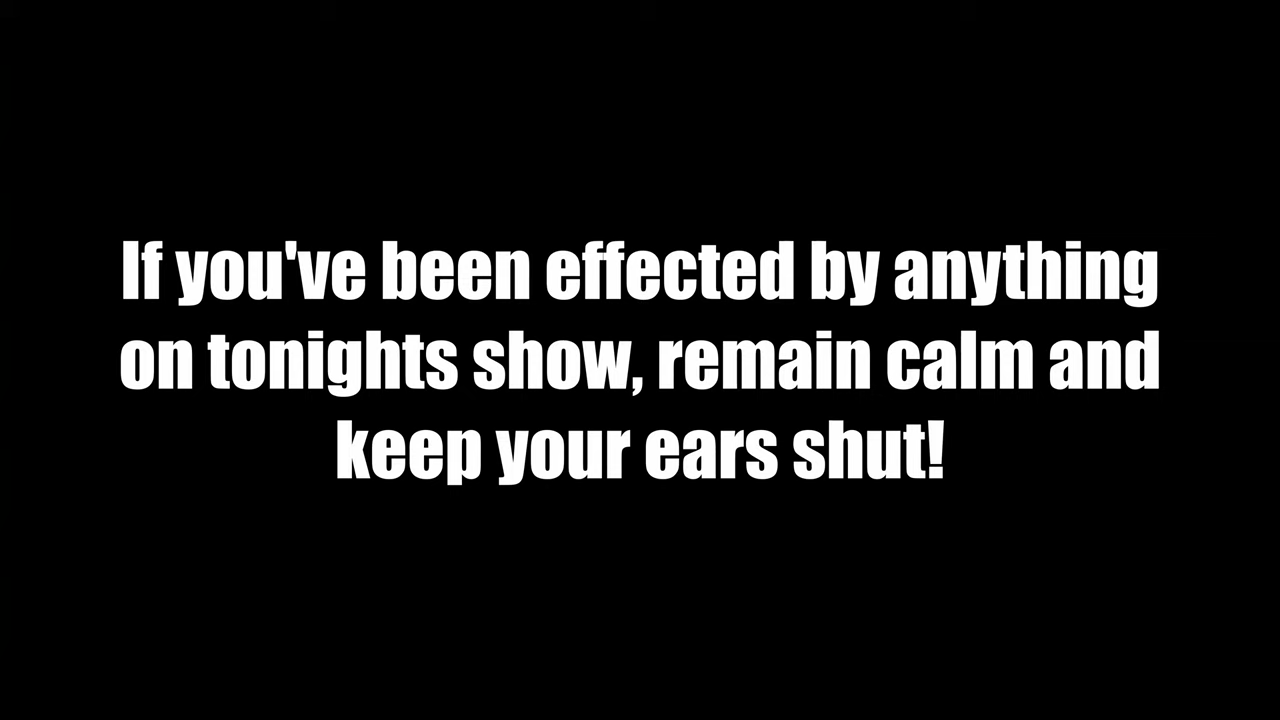 If you've been effected by anything
on tonights show, remain calm and
keep your ears shut!